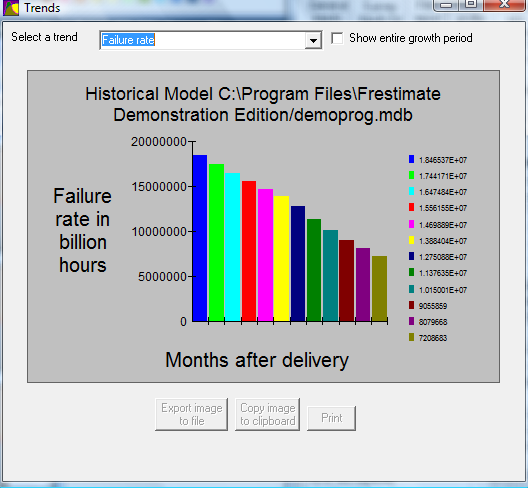 Trends
Select a trend
Failure rate
Show entire growth period
Historical Model C:\Program Files\Frestimate
Demonstration Edition/demoprog.mdb
Failure
rate in
billion
hours
20000000
15000000
10000000
5000000
0
1.846537E+07
1.744171E+07
1.647484E+07
1.556155E+07
1.469889E+07
1.388404E+07
1.275088E+07
1.137635E+07
1.015001E+07
9055859
8079668
7208683
Months after delivery
Export image
to file
Copy image
to clipboard
Print